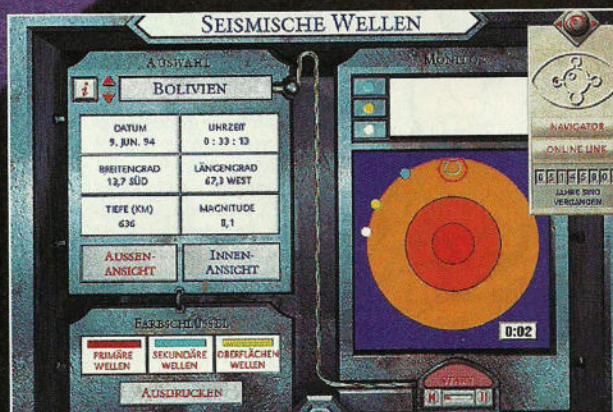 SEISMISCHE WELLEN
AUSWAHL
i
BOLIVIEN
DATUM
9. JUN. 94
UHRZEIT
0 : 33 : 13
BREITENGRAD
13,7 SÜD
LÄNGENGRAD
67,3 WEST
TIEFE (KM)
636
MAGNITUDE
8,1
AUSSEN-
ANSICHT
INNEN-
ANSICHT
FARBSCHLÜSSEL
PRIMÄRE
WELLEN
SEKUNDÄRE
WELLEN
OBERFLÄCHEN
WELLEN
AUSDRUCKEN
MONITOR
0:02
START
NAVIGATOR
ONLINE LINK
JAHRE SIND
VERGANGEN